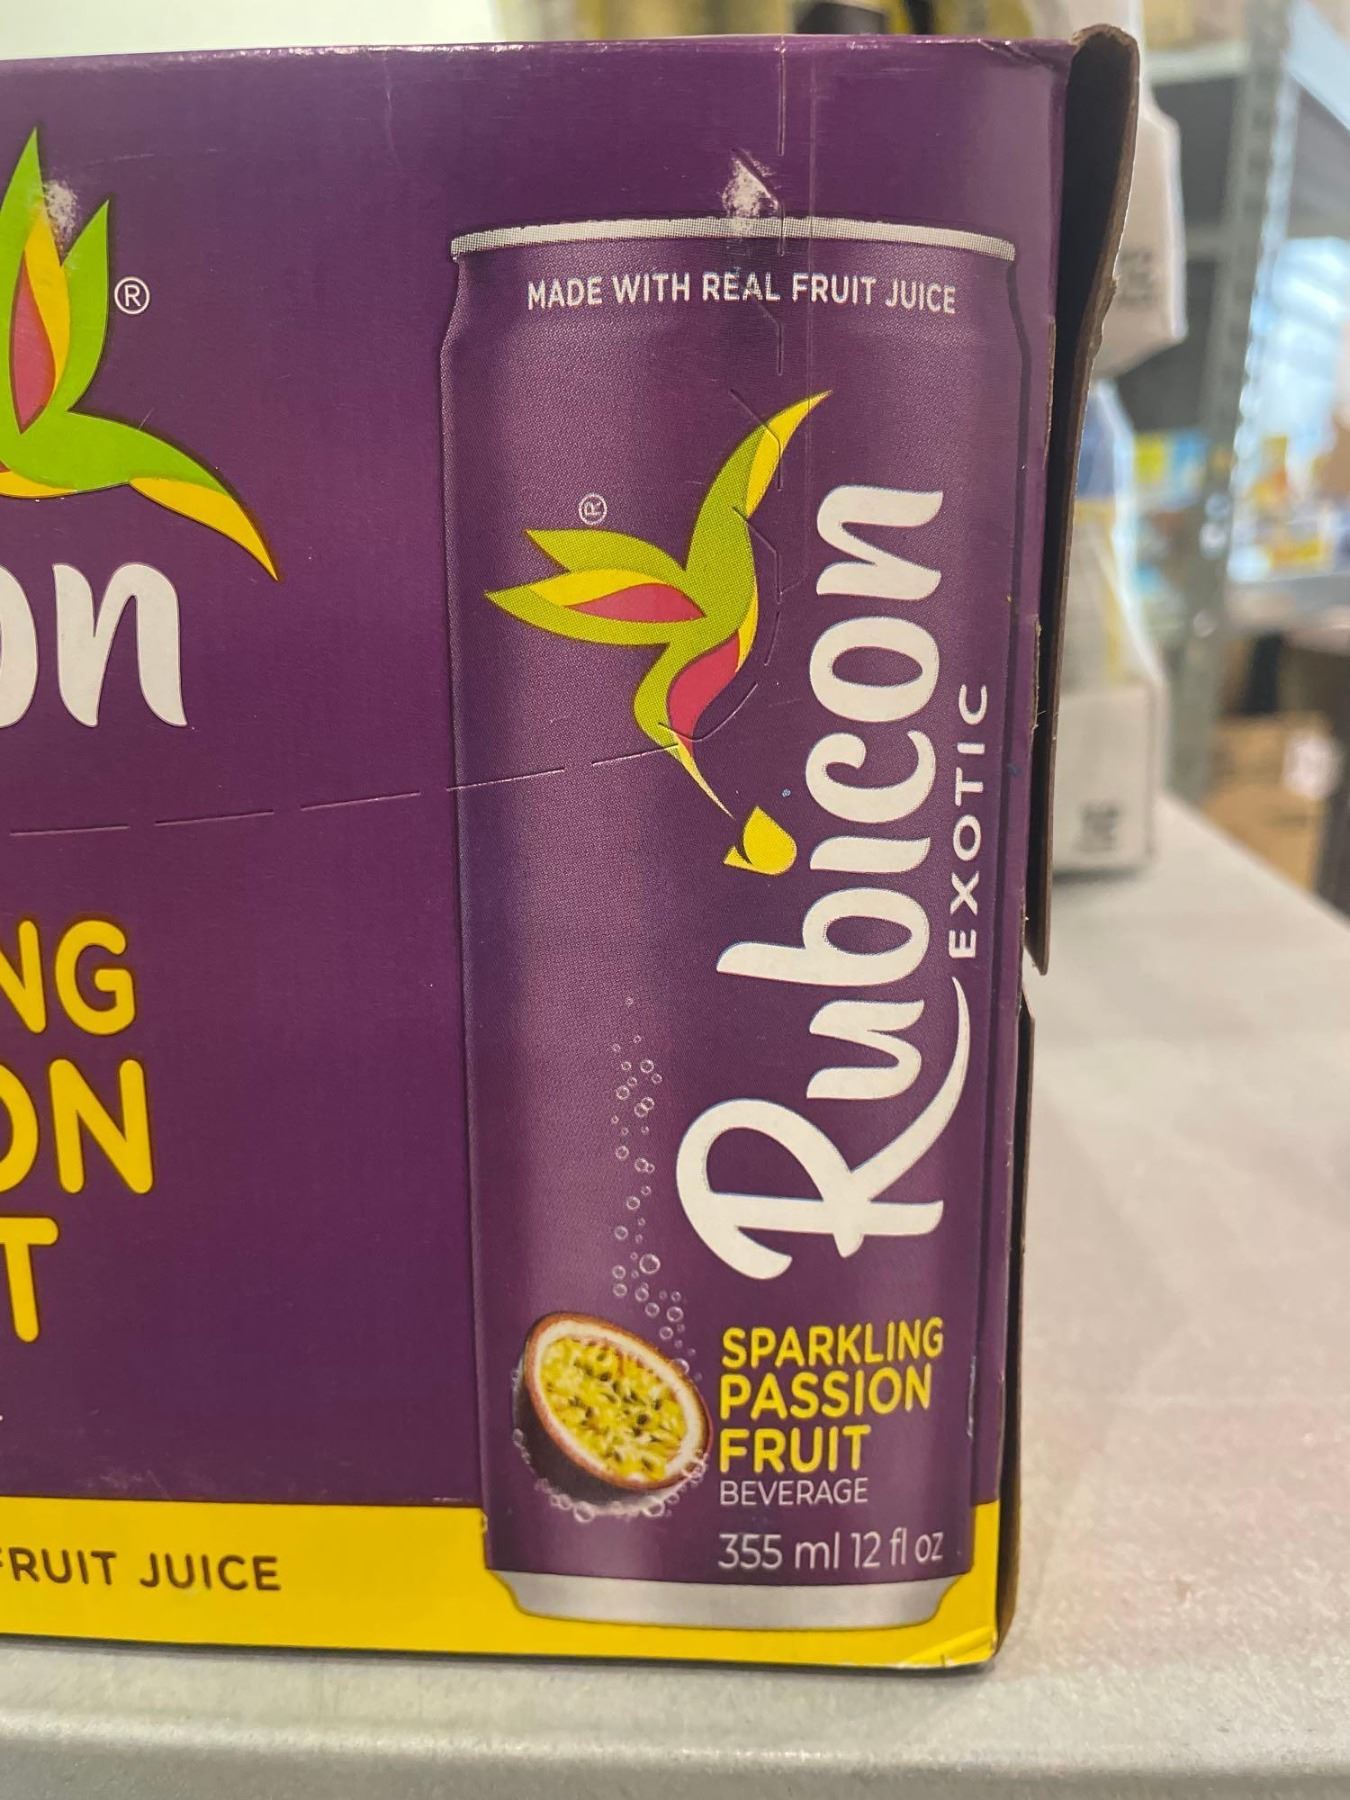 ®
on
NG
ON
T
FRUIT JUICE
MADE WITH REAL FRUIT JUICE
®
Rubicon
EXOTIC
SPARKLING
PASSION
FRUIT
BEVERAGE
355 ml 12 fl oz